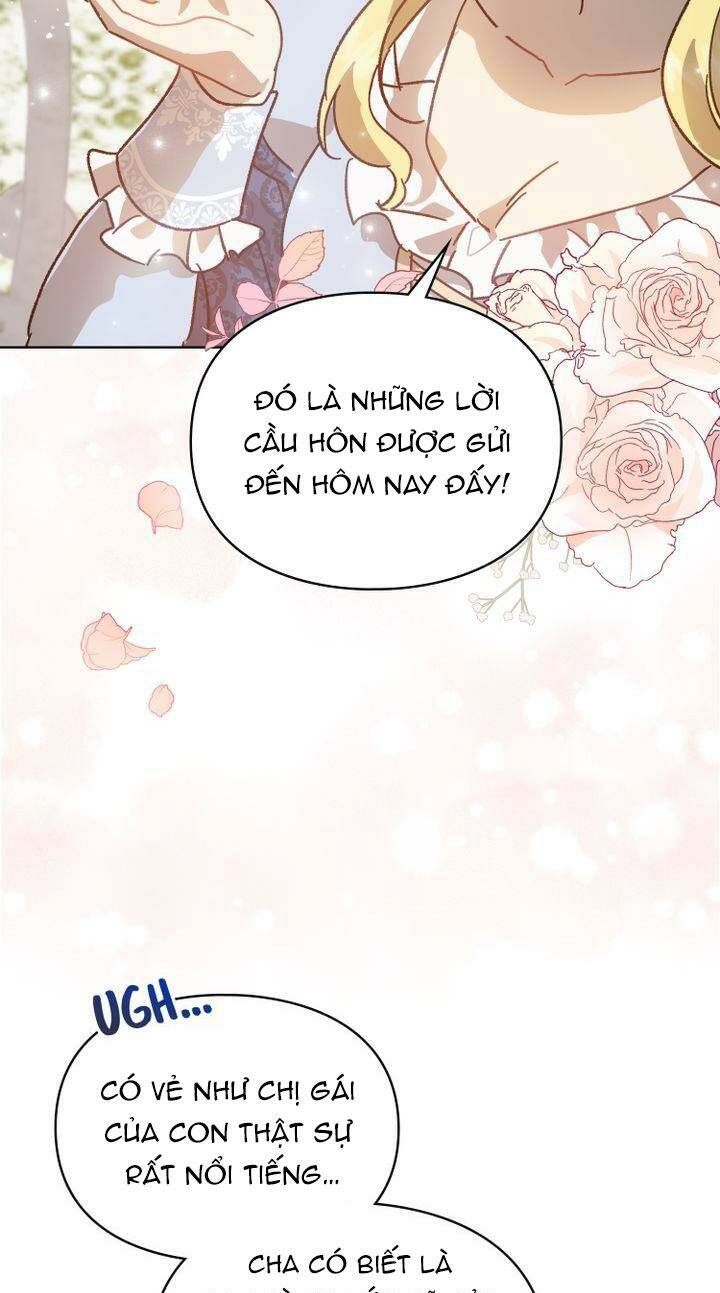 ĐÓ LÀ NHỮNG LỜI
CẦU HÔN ĐƯỢC GỬI
ĐẾN HÔM NAY ĐẤY!
UGH...
CÓ VẺ NHƯ CHỊ GÁI
CỦA CON THẬT SỰ
RẤT NỔI TIẾNG...
CHA CÓ BIẾT LÀ